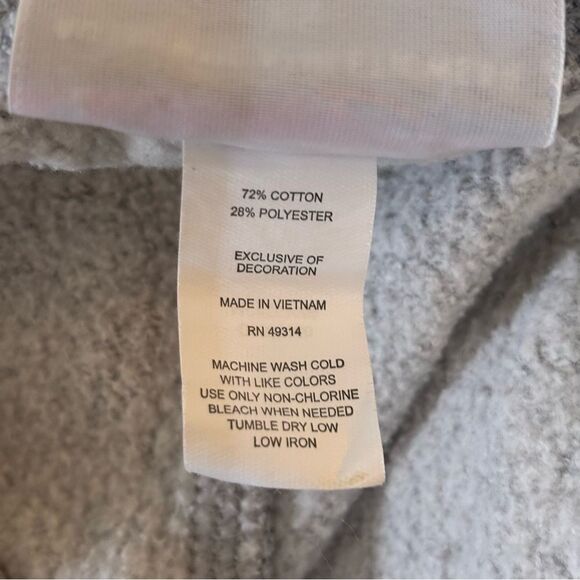 72% COTTON
28% POLYESTER
EXCLUSIVE OF
DECORATION
MADE IN VIETNAM
RN 49314
MACHINE WASH COLD
WITH LIKE COLORS
USE ONLY NON-CHLORINE
BLEACH WHEN NEEDED
TUMBLE DRY LOW
LOW IRON